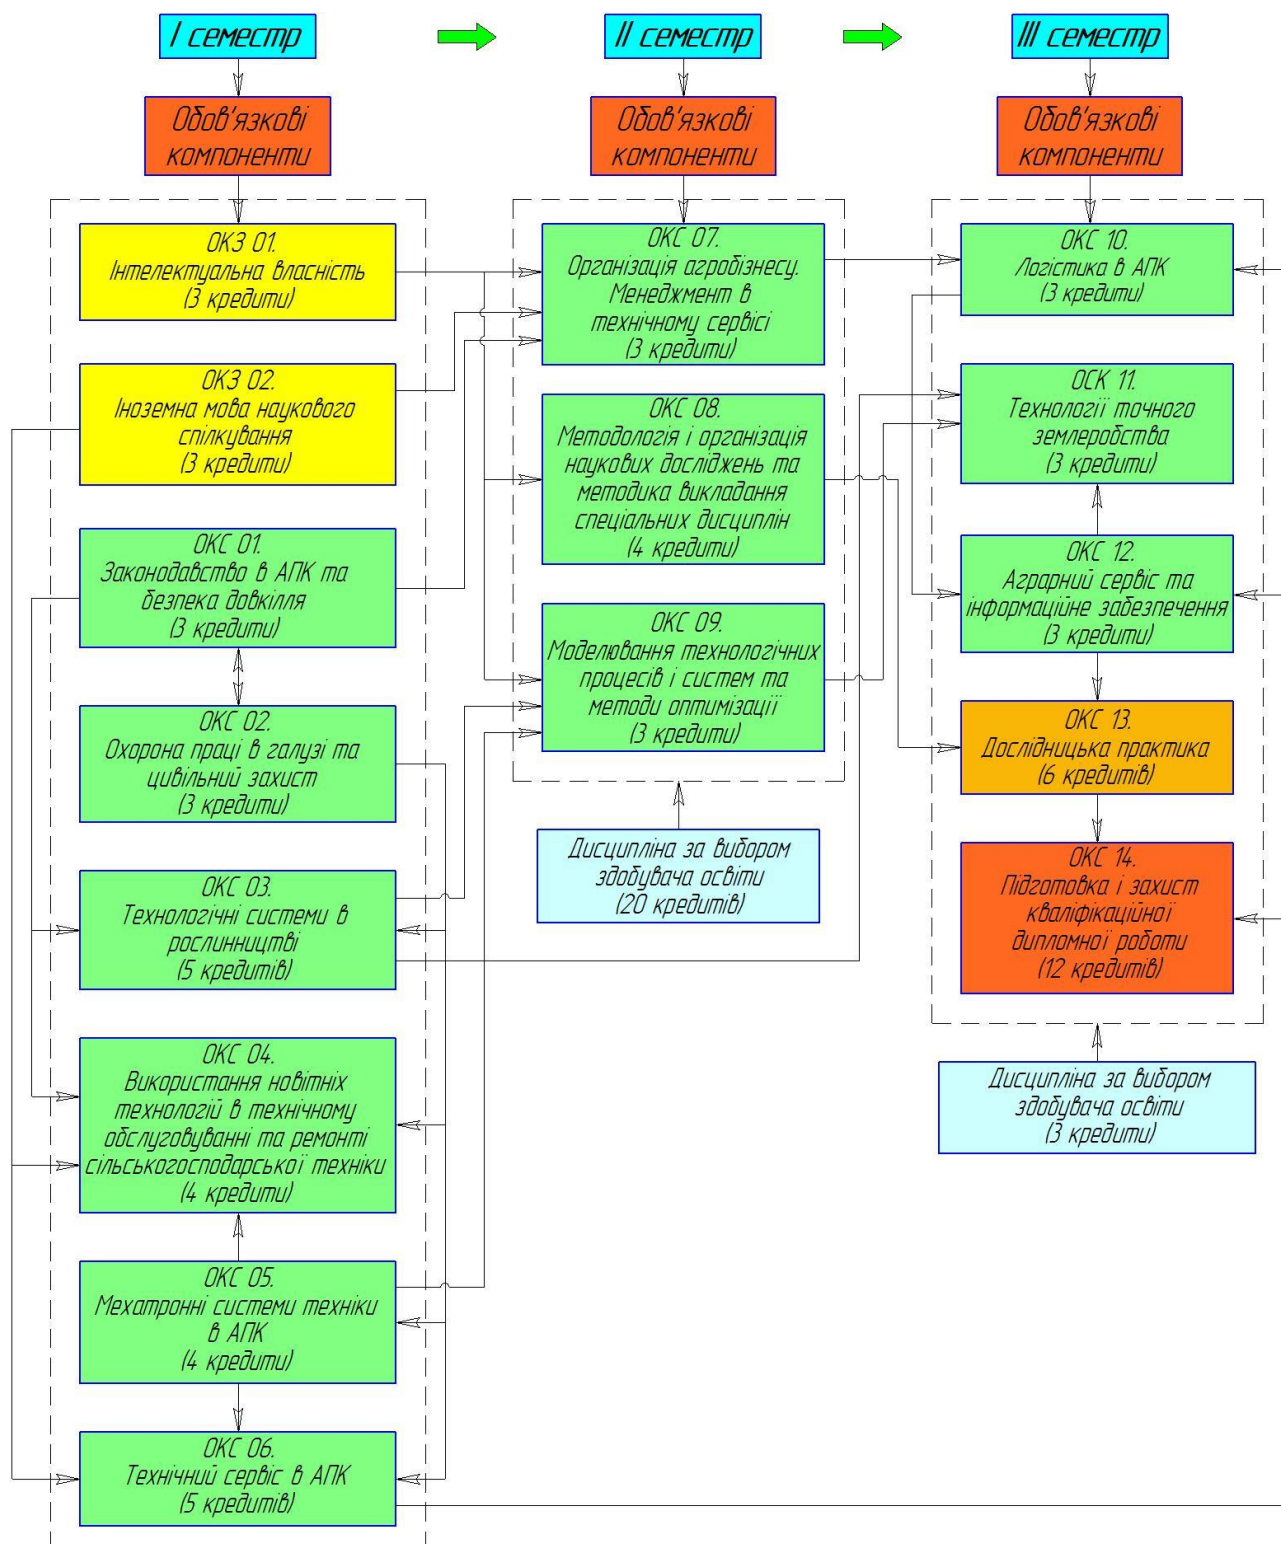 I семестр
II семестр
III семестр
Обов'язкові
компоненти
Обов'язкові
компоненти
Обов'язкові
компоненти
ОКЗ 01.
Інтелектуальна власність
(3 кредити)
ОКЗ 02.
Іноземна мова наукового
спілкування
(3 кредити)
ОКС 01.
Законодавство в АПК та
безпека довкілля
(3 кредити)
ОКС 02.
Охорона праці в галузі та
цивільний захист
(3 кредити)
ОКС 03.
Технологічні системи в
рослинництві
(5 кредитів)
ОКС 04.
Використання новітніх
технологій в технічному
обслуговуванні та ремонті
сільськогосподарської техніки
(4 кредити)
ОКС 05.
Мехатронні системи техніки
в АПК
(4 кредити)
ОКС 06.
Технічний сервіс в АПК
(5 кредитів)
ОКС 07.
Організація агробізнесу.
Менеджмент в
технічному сервісі
(3 кредити)
ОКС 08.
Методологія і організація
наукових досліджень та
методика викладання
спеціальних дисциплін
(4 кредити)
ОКС 09.
Моделювання технологічних
процесів і систем та
методи оптимізації
(3 кредити)
Дисципліна за вибором
здобувача освіти
(20 кредитів)
ОКС 10.
Логістика в АПК
(3 кредити)
ОСК 11.
Технології точного
землеробства
(3 кредити)
ОКС 12.
Аграрний сервіс та
інформаційне забезпечення
(3 кредити)
ОКС 13.
Дослідницька практика
(6 кредитів)
ОКС 14.
Підготовка і захист
кваліфікаційної
дипломної роботи
(12 кредитів)
Дисципліна за вибором
здобувача освіти
(3 кредити)